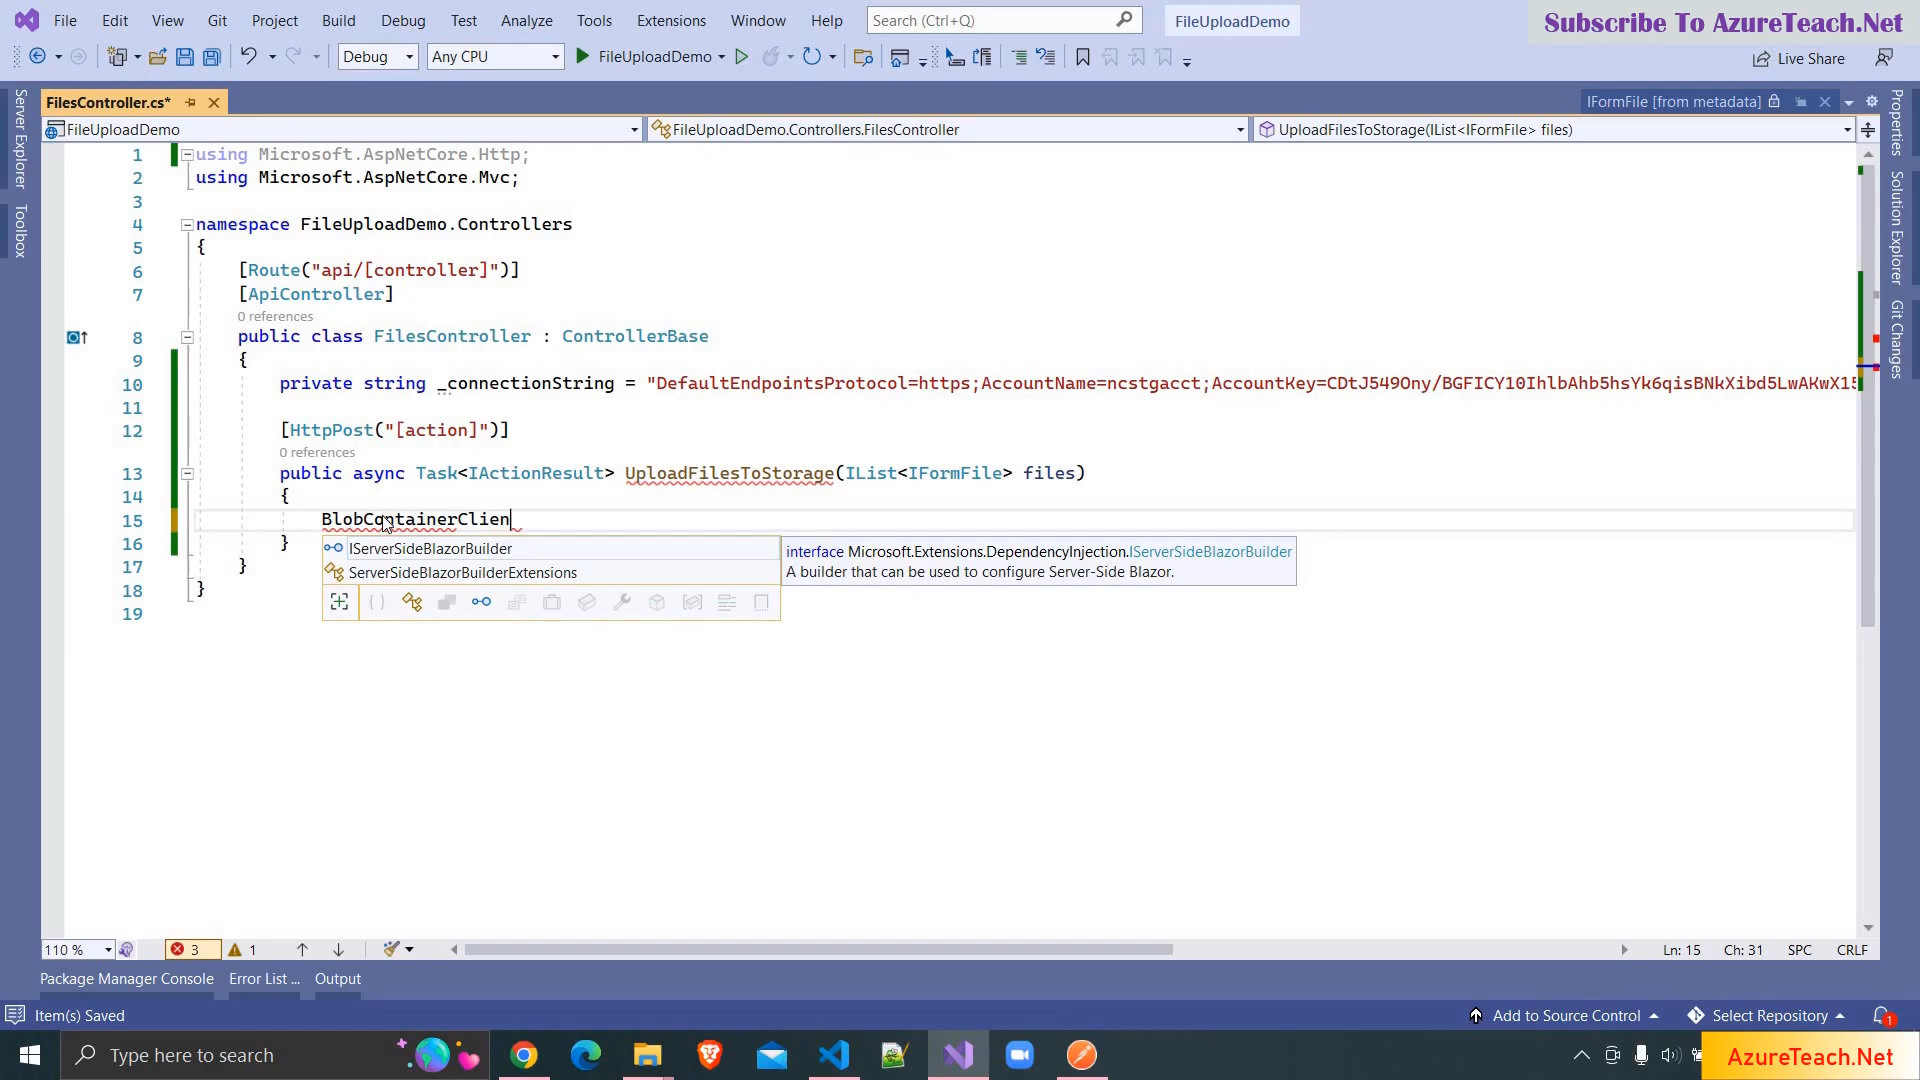 File Edit View Git Project Build Debug Test Analyze Tools Extensions Window Help Search (Ctrl+Q) FileUploadDemo Subscribe To AzureTeach.Net
Debug Any CPU FileUploadDemo Live Share
FilesController.cs* IFormFile [from metadata]
FileUploadDemo FileUploadDemo.Controllers.FilesController UploadFilesToStorage(IList<IFormFile> files)
Server Explorer
Toolbox
Properties
Solution Explorer
Git Changes
1 using Microsoft.AspNetCore.Http;
2 using Microsoft.AspNetCore.Mvc;
3
4 namespace FileUploadDemo.Controllers
5 {
6 [Route("api/[controller]")]
7 [ApiController]
0 references
8 public class FilesController : ControllerBase
9 {
10 private string _connectionString = "DefaultEndpointsProtocol=https;AccountName=ncstgacct;AccountKey=CDtJ549Ony/BGFICY10IhlbAhb5hsYk6qisBNkXibd5LwAKwX15
11
12 [HttpPost("[action]")]
0 references
13 public async Task<IActionResult> UploadFilesToStorage(IList<IFormFile> files)
14 {
15 BlobContainerClien
16 }
17 }
18 }
19
IServerSideBlazorBuilder
ServerSideBlazorBuilderExtensions
interface Microsoft.Extensions.DependencyInjection.IServerSideBlazorBuilder
A builder that can be used to configure Server-Side Blazor.
110 % 3 1 Ln: 15 Ch: 31 SPC CRLF
Package Manager Console Error List ... Output
Item(s) Saved Add to Source Control Select Repository 1
Type here to search AzureTeach.Net